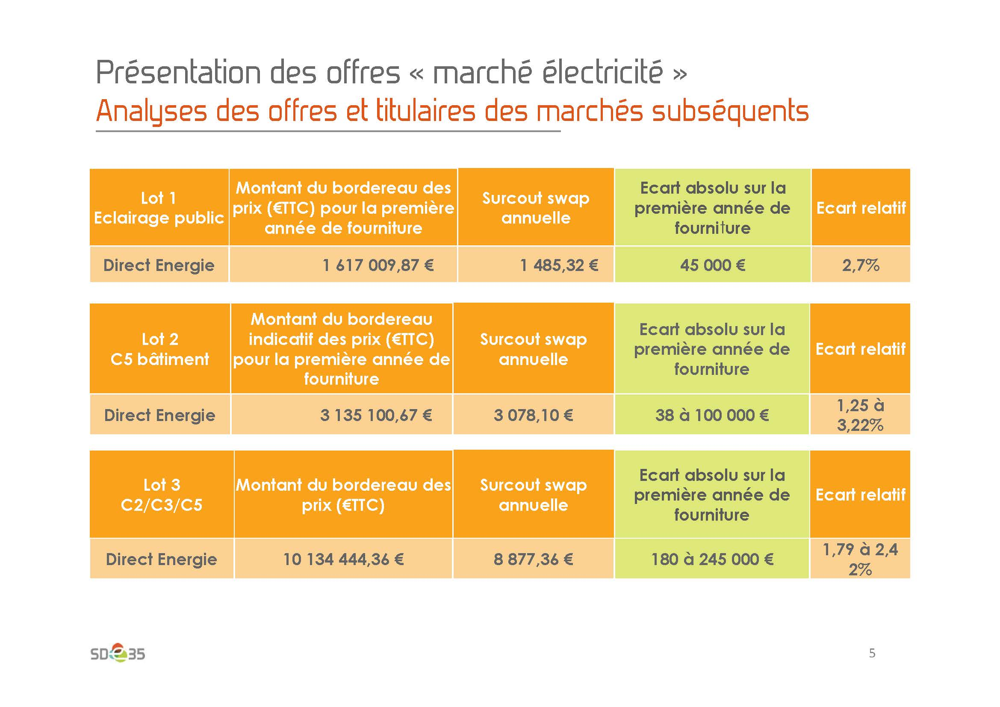 Présentation des offres « marché électricité »
Analyses des offres et titulaires des marchés subséquents
Lot 1
Eclairage public
Montant du bordereau des
prix (€TTC) pour la première
année de fourniture
Surcout swap
annuelle
Ecart absolu sur la
première année de
fourniture
Ecart relatif
Direct Energie
1 617 009,87 €
1 485,32 €
45 000 €
2,7%
Lot 2
C5 bâtiment
Montant du bordereau
indicatif des prix (€TTC)
pour la première année de
fourniture
Surcout swap
annuelle
Ecart absolu sur la
première année de
fourniture
Ecart relatif
Direct Energie
3 135 100,67 €
3 078,10 €
38 à 100 000 €
1,25 à
3,22%
Lot 3
C2/C3/C5
Montant du bordereau des
prix (€TTC)
Surcout swap
annuelle
Ecart absolu sur la
première année de
fourniture
Ecart relatif
Direct Energie
10 134 444,36 €
8 877,36 €
180 à 245 000 €
1,79 à 2,4
2%
SDe35
5